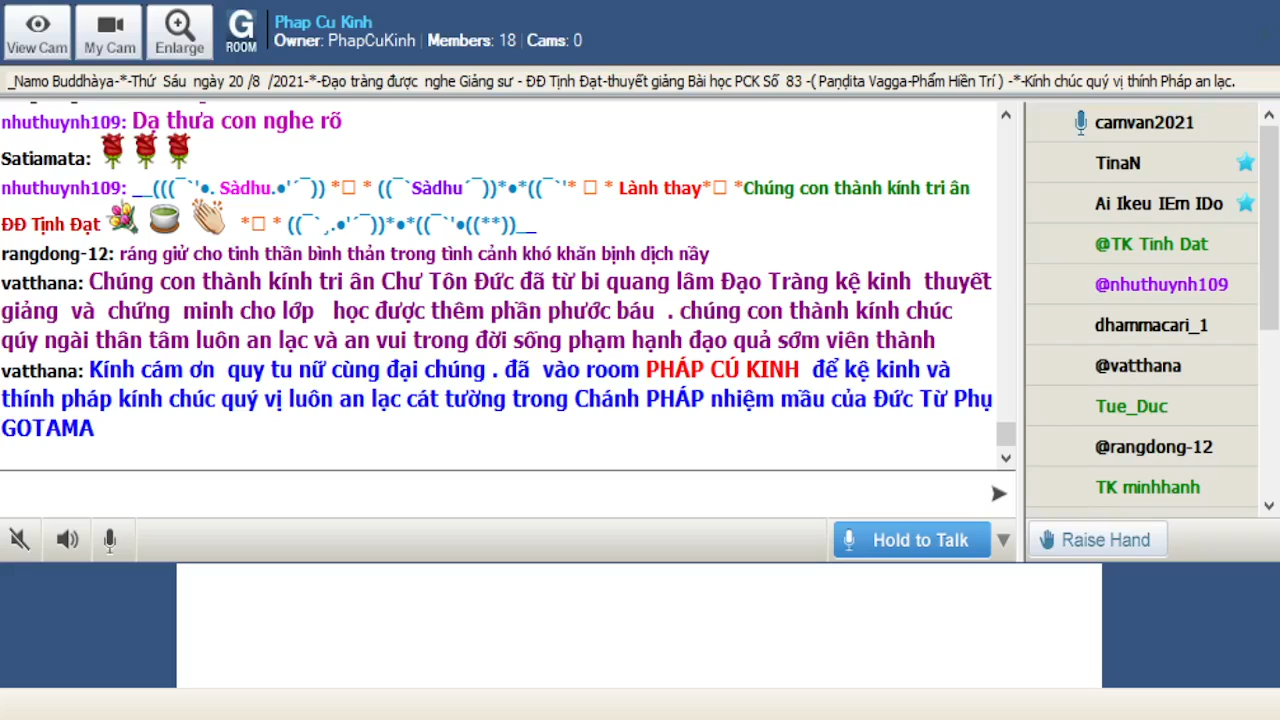 View Cam
My Cam
Enlarge
G ROOM
Phap Cu Kinh
Owner: PhapCuKinh | Members: 18 | Cams: 0
_Namo Buddhàya-*-Thứ Sáu ngày 20 /8 /2021-*-Đạo tràng được nghe Giảng sư - ĐĐ Tịnh Đạt-thuyết giảng Bài học PCK Số 83 -( Paṇḍita Vagga-Phẩm Hiền Trí ) -*-Kính chúc quý vị thính Pháp an lạc.
nhuthuynh109: Dạ thưa con nghe rõ
Satiamata:
nhuthuynh109: __(((¯`'●. Sàdhu.●'´¯)) *□ * ((¯`Sàdhu´¯))*●*((¯`'* □ * Lành thay*□ *Chúng con thành kính tri ân
ĐĐ Tịnh Đạt *□ * ((¯`¸.●'´¯))*●*((¯`'●((**))__
rangdong-12: ráng giử cho tinh thần bình thản trong tình cảnh khó khăn bịnh dịch nầy
vatthana: Chúng con thành kính tri ân Chư Tôn Đức đã từ bi quang lâm Đạo Tràng kệ kinh thuyết
giảng và chứng minh cho lớp học được thêm phần phước báu . chúng con thành kính chúc
qúy ngài thân tâm luôn an lạc và an vui trong đời sống phạm hạnh đạo quả sớm viên thành
vatthana: Kính cám ơn quy tu nữ cùng đại chúng . đã vào room PHÁP CÚ KINH để kệ kinh và
thính pháp kính chúc quý vị luôn an lạc cát tường trong Chánh PHÁP nhiệm mầu của Đức Từ Phụ
GOTAMA
Hold to Talk
camvan2021
TinaN
Ai Ikeu IEm IDo
@TK Tinh Dat
@nhuthuynh109
dhammacari_1
@vatthana
Tue_Duc
@rangdong-12
TK minhhanh
Raise Hand